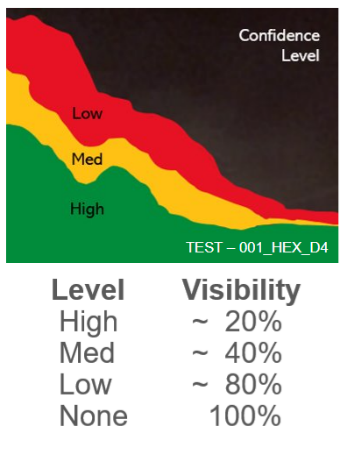 Confidence
Level
Low
Med
High
TEST – 001_HEX_D4
Level Visibility
High ~ 20%
Med ~ 40%
Low ~ 80%
None 100%